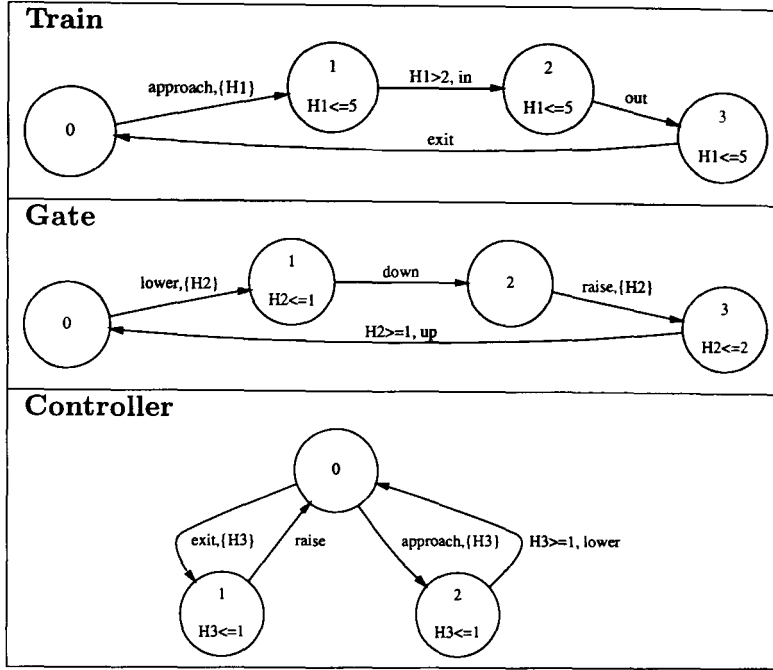 Train
1
H1>2, in
2
approach,{H1}
H1<=5
H1<=5
out
0
3
exit
H1<=5
Gate
1
down
lower,{H2}
2
raise,{H2}
H2<=1
0
H2>=1, up
3
H2<=2
Controller
0
exit,{H3}
raise
approach,{H3}
H3>=1, lower
1
2
H3<=1
H3<=1